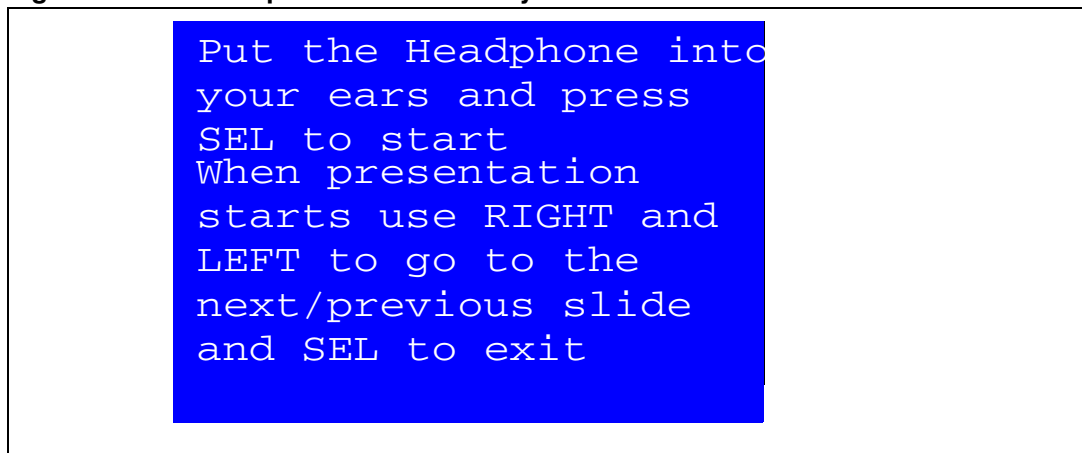 Put the Headphone into
your ears and press
SEL to start
When presentation
starts use RIGHT and
LEFT to go to the
next/previous slide
and SEL to exit